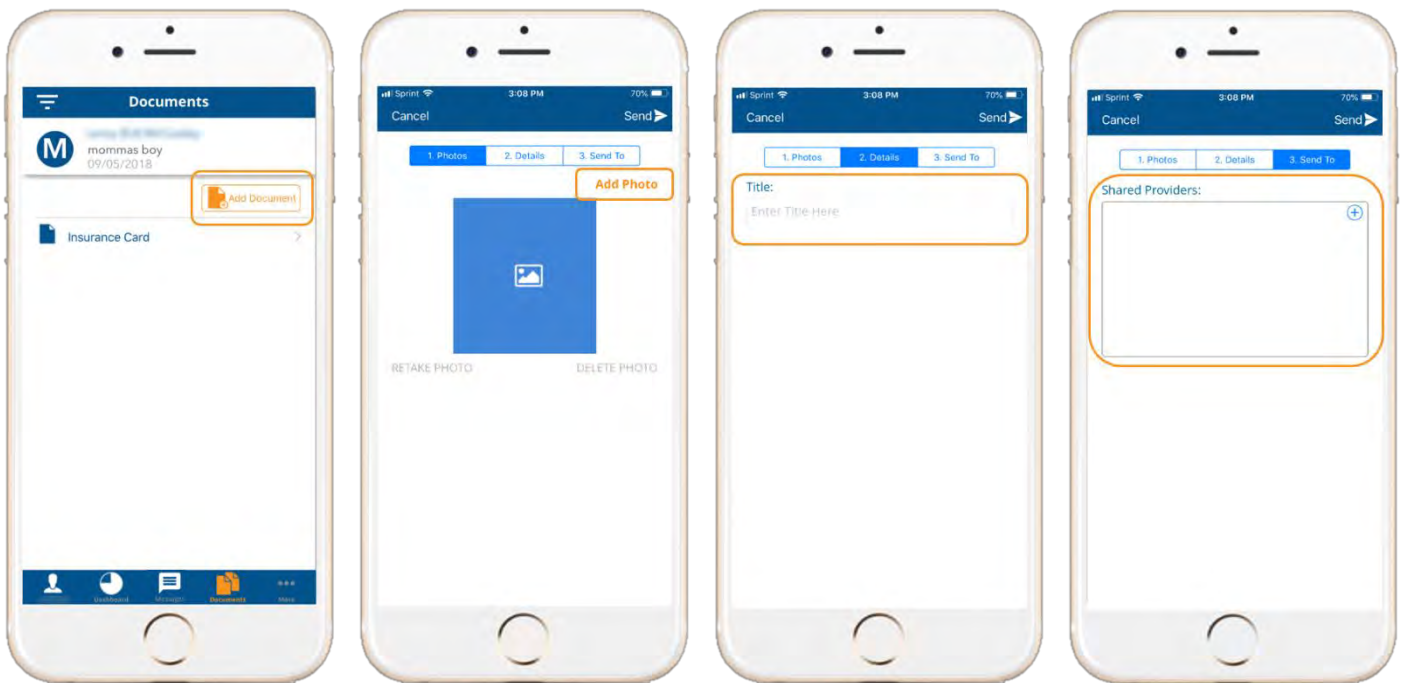 Documents
M
mommas boy
09/05/2018
Add Document
Insurance Card
Dashboard
Messages
Documents
More
Sprint 3:08 PM 70%
Cancel Send
1. Photos 2. Details 3. Send To
Add Photo
RETAKE PHOTO DELETE PHOTO
Sprint 3:08 PM 70%
Cancel Send
1. Photos 2. Details 3. Send To
Title:
Enter Title Here
Sprint 3:08 PM 70%
Cancel Send
1. Photos 2. Details 3. Send To
Shared Providers: